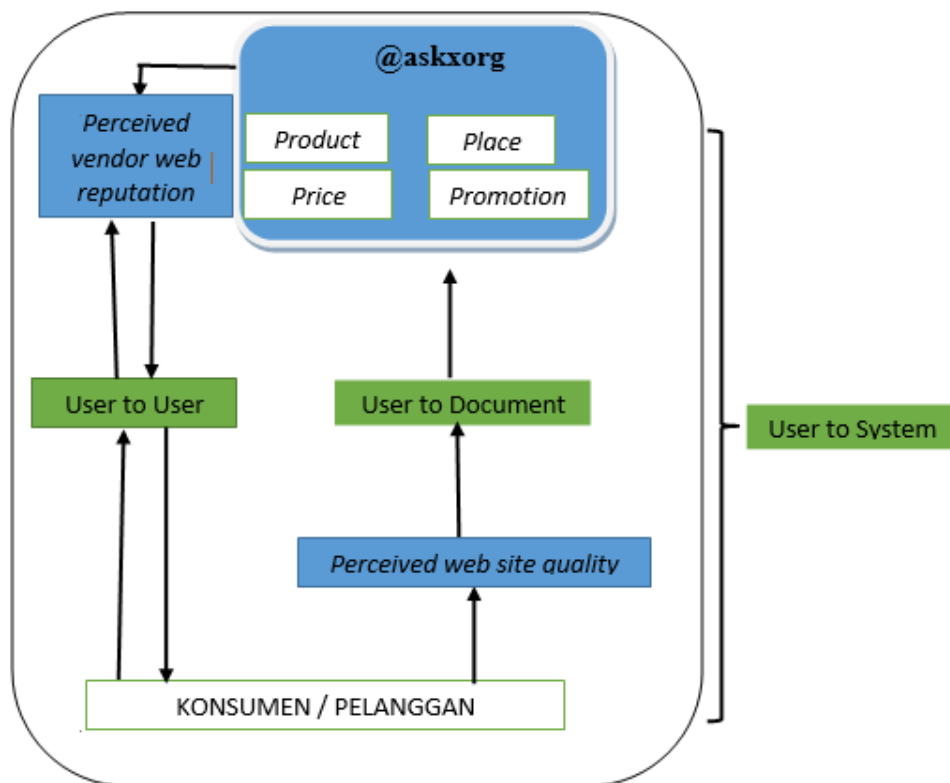 @askxorg
Perceived
vendor web
reputation
Product
Place
Price
Promotion
User to User
User to Document
User to System
Perceived web site quality
KONSUMEN / PELANGGAN